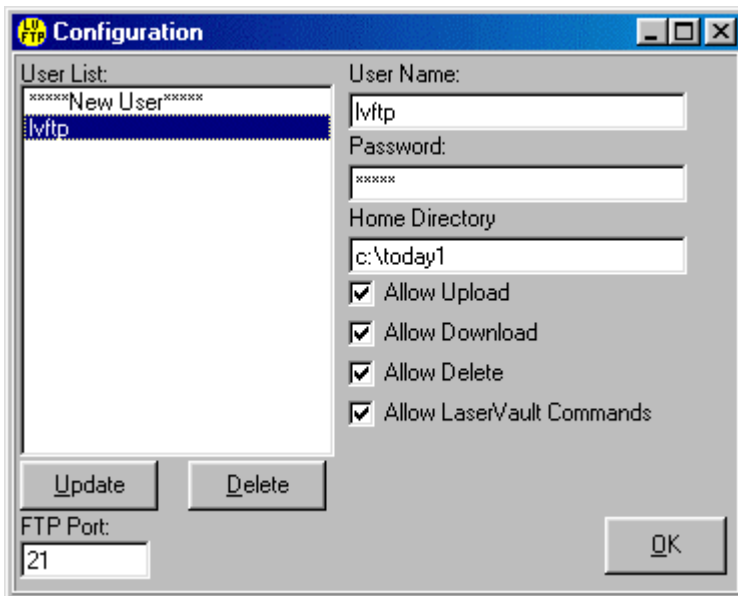 LV FTP Configuration
User List:
*****New User*****
lvftp
User Name:
lvftp
Password:
*****
Home Directory
c:\today1
Allow Upload
Allow Download
Allow Delete
Allow LaserVault Commands
Update
Delete
FTP Port:
21
OK